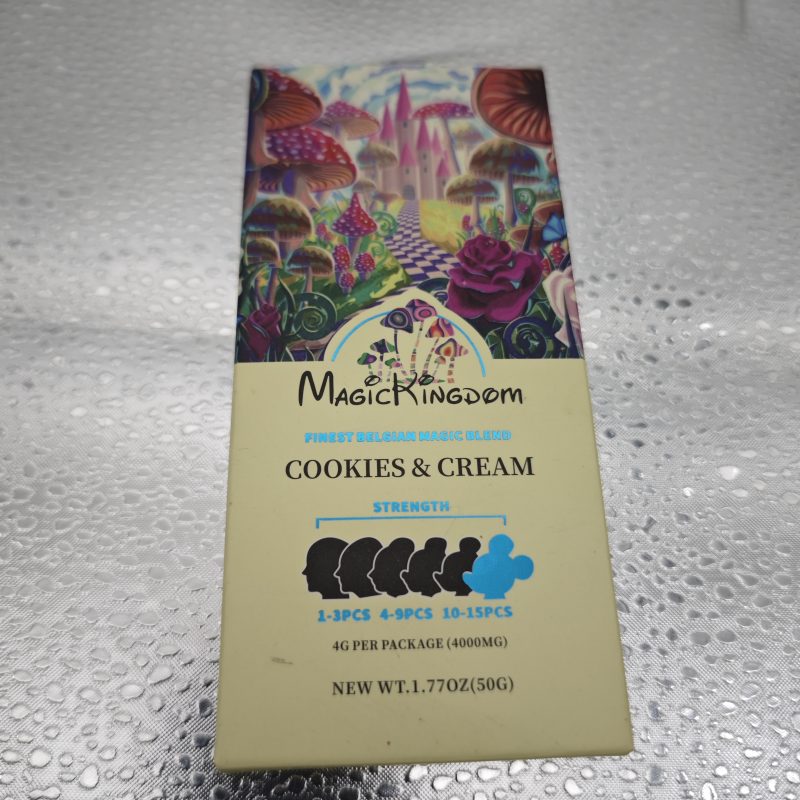 MagicKingdom
FINEST BELGIAN MAGIC BLEND
COOKIES & CREAM
STRENGTH
1-3PCS 4-9PCS 10-15PCS
4G PER PACKAGE (4000MG)
NEW WT.1.77OZ(50G)